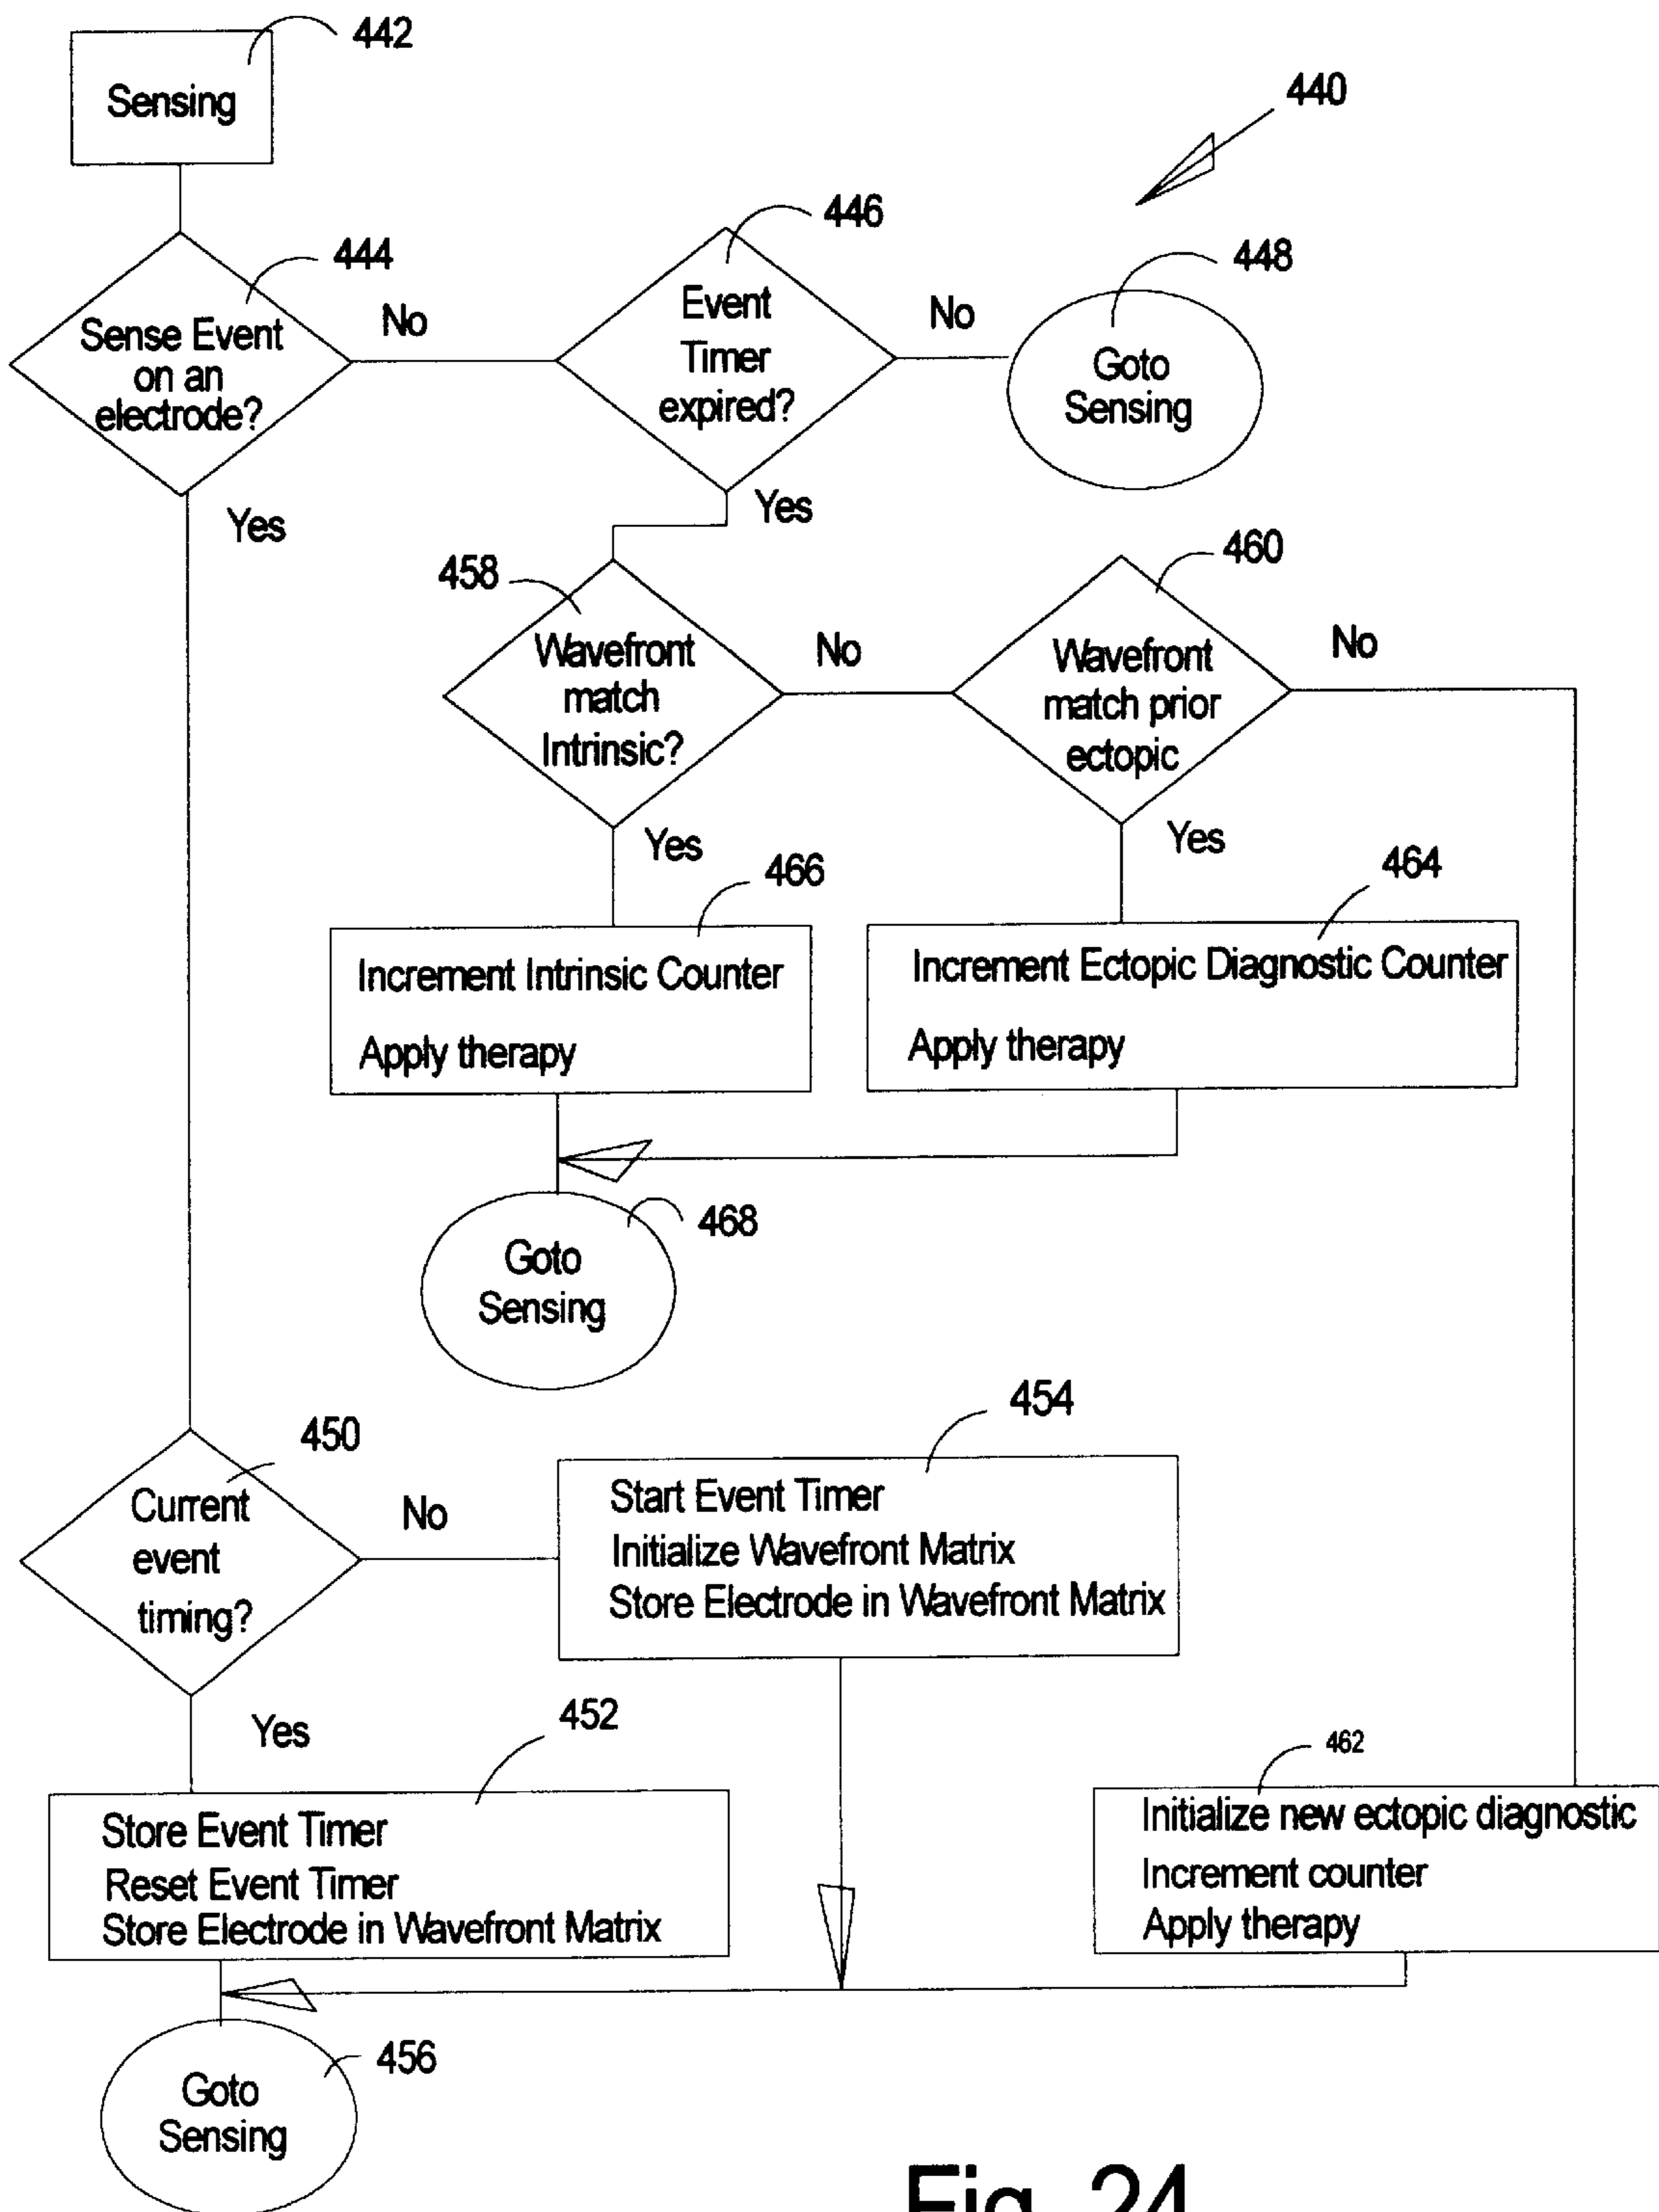 442
Sensing
440
446
444
448
Sense Event
on an
electrode?
No
Event
Timer
expired?
No
Goto
Sensing
Yes
Yes
458
460
Wavefront
match
Intrinsic?
No
Wavefront
match prior
ectopic
No
Yes
Yes
466
464
Increment Intrinsic Counter
Apply therapy
Increment Ectopic Diagnostic Counter
Apply therapy
468
Goto
Sensing
450
454
Current
event
timing?
No
Start Event Timer
Initialize Wavefront Matrix
Store Electrode in Wavefront Matrix
Yes
452
462
Store Event Timer
Reset Event Timer
Store Electrode in Wavefront Matrix
Initialize new ectopic diagnostic
Increment counter
Apply therapy
456
Goto
Sensing
Fig. 24